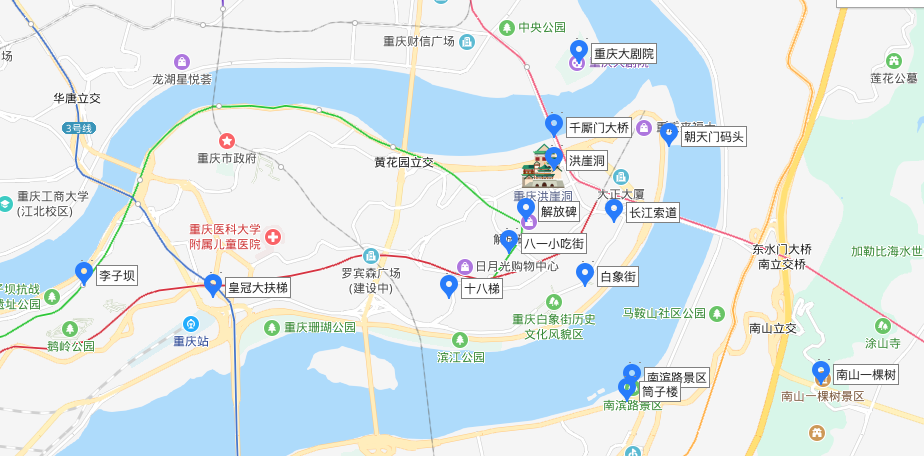 中央公园
重庆财信广场
重庆大剧院
场
龙湖星悦荟
莲花公墓
华唐立交
3号线
千厮门大桥
朝天门码头
重庆市政府
黄花园立交
洪崖洞
重庆工商大学
(江北校区)
重庆洪崖洞
大正大厦
解放碑
长江索道
重庆医科大学
附属儿童医院
八一小吃街
东水门大桥
南立交桥
加勒比海水世
罗宾森广场
(建设中)
日月光购物中心
李子坝
皇冠大扶梯
十八梯
白象街
子坝抗战
遗址公园
重庆白象街历史
文化风貌区
马鞍山社区公园
南山立交
重庆站
重庆珊瑚公园
鹅岭公园
滨江公园
涂山寺
南滨路景区
筒子楼
南滨路景区
南山一棵树
南山一棵树景区